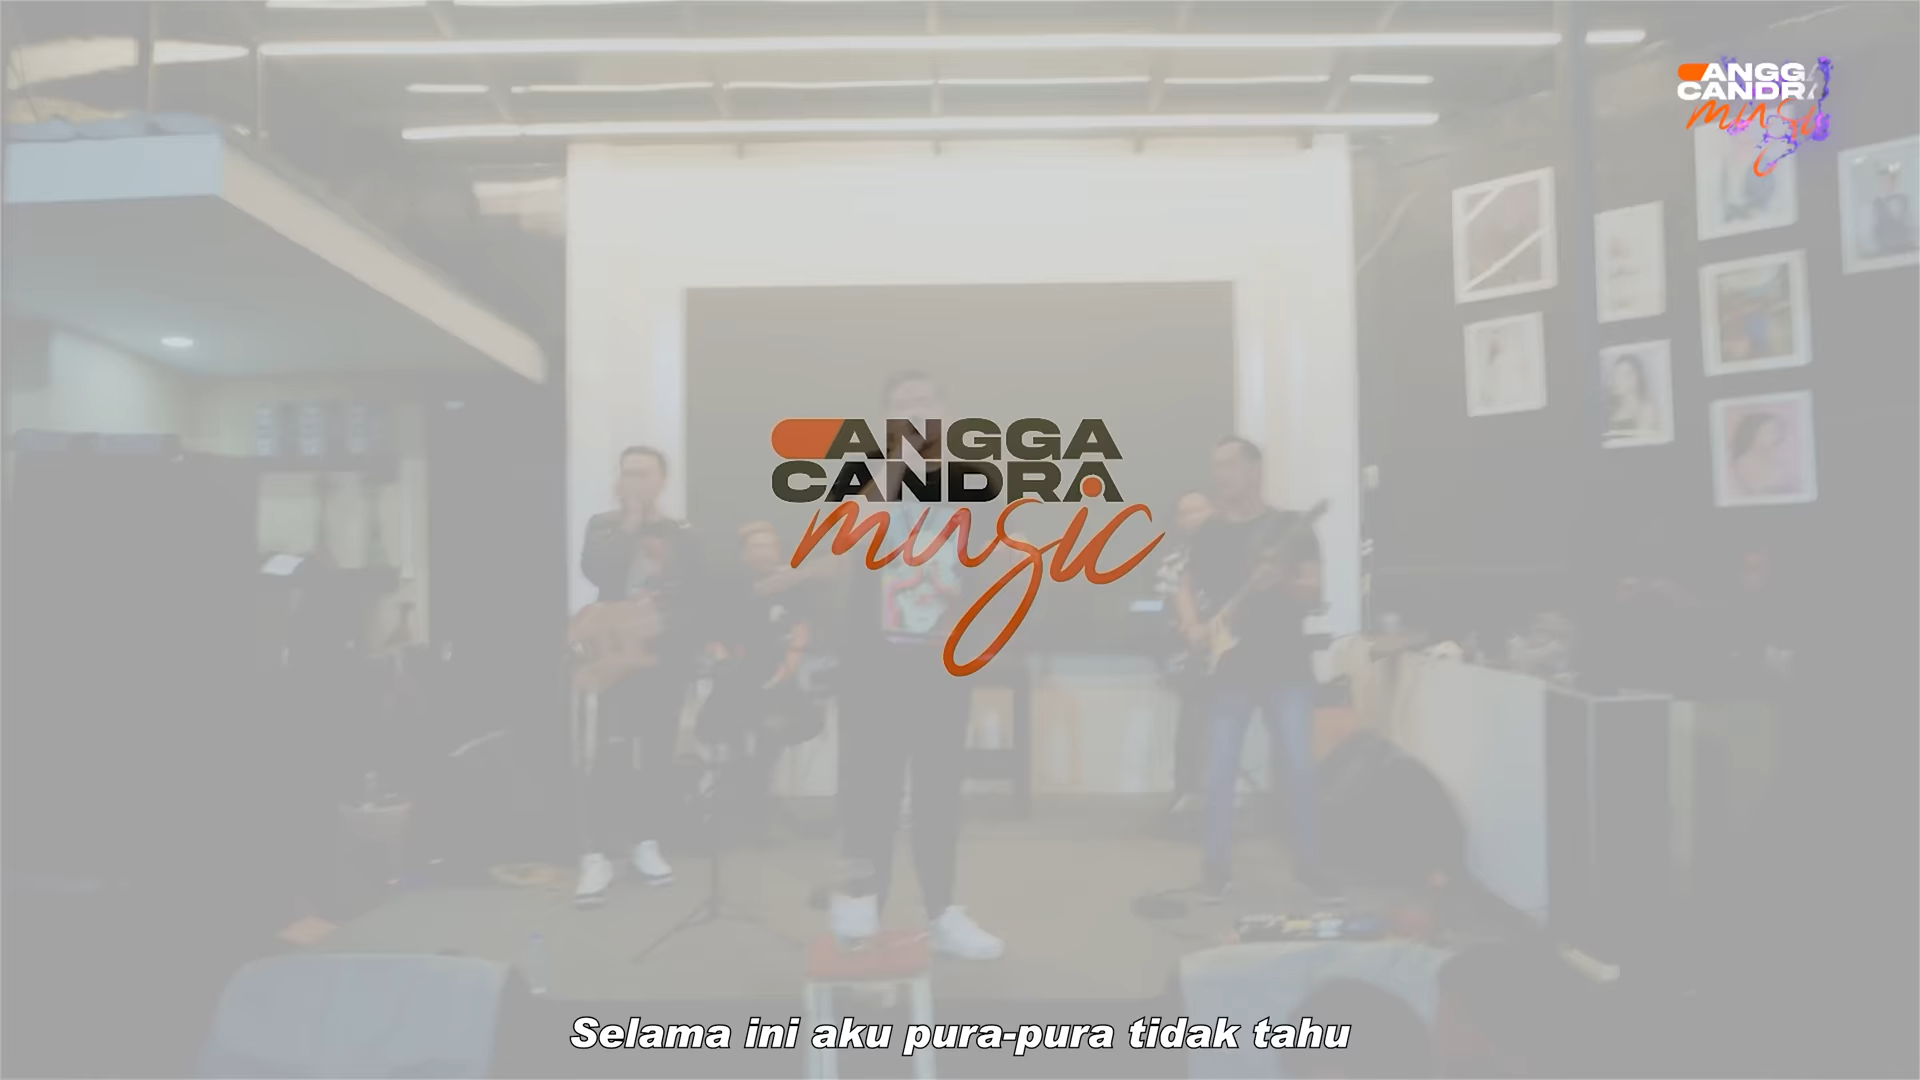 ANGGA
CANDRA
music
ANGGA
CANDRA
music
Selama ini aku pura-pura tidak tahu